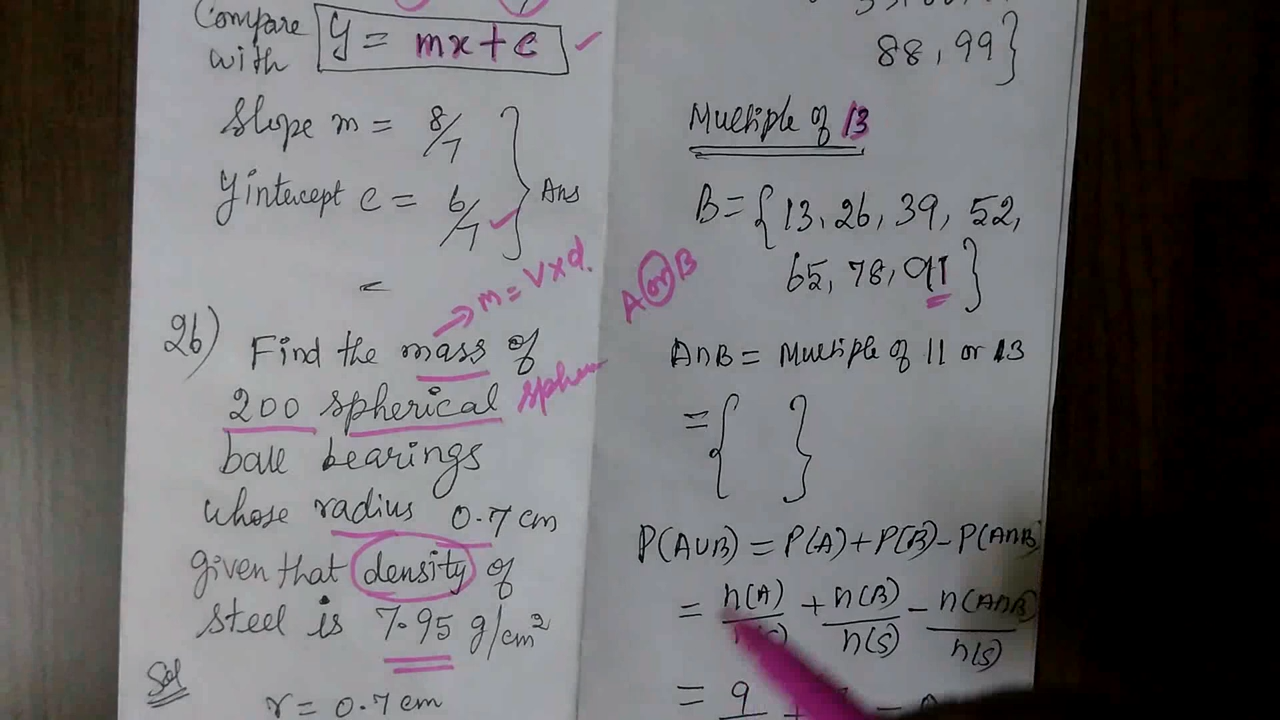 Compare
with y = mx + c
Slope m = 8/7
Y intercept c = 6/7 } Ans
26) Find the mass of → m = V × d.
200 spherical
ball bearings
whose radius 0.7 cm
given that density of
steel is 7.95 g/cm²
Sol
r = 0.7 cm
88, 99}
Multiple of 13
B = {13, 26, 39, 52,
65, 78, 91}
A or B
A∩B = Multiple of 11 or 13
= { }
P(A∪B) = P(A) + P(B) - P(A∩B)
= n(A)/n(S) + n(B)/n(S) - n(A∩B)/n(S)
= 9